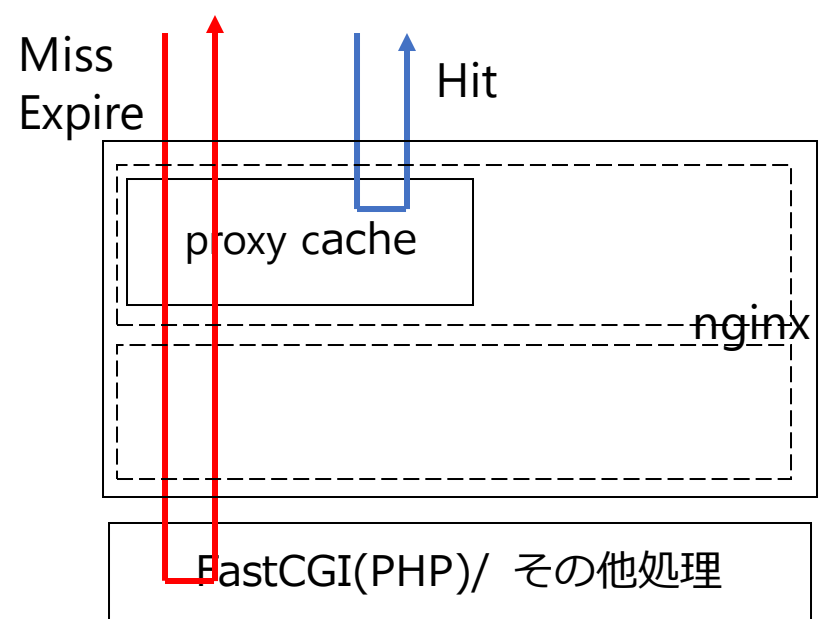 Miss
Expire
Hit
proxy cache
nginx
FastCGI(PHP)/ その他処理